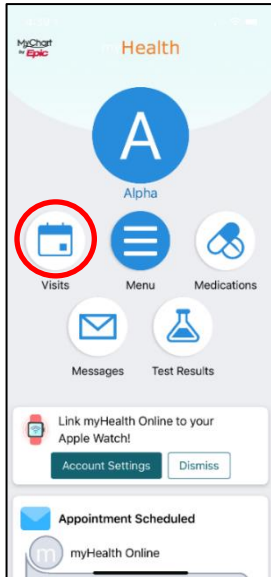 MyChart
by Epic
Health
A
Alpha
Visits
Menu
Medications
Messages
Test Results
Link myHealth Online to your
Apple Watch!
Account Settings
Dismiss
Appointment Scheduled
m
myHealth Online